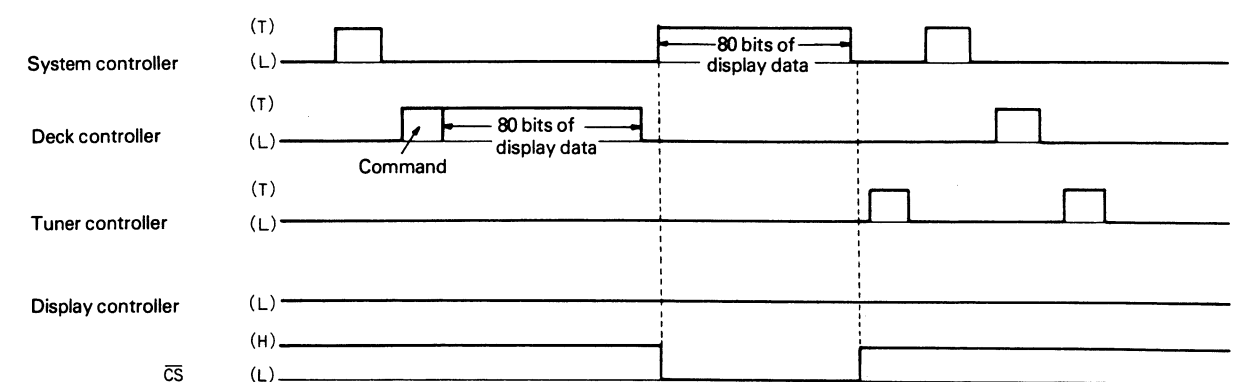 (T)
System controller (L)
80 bits of
display data
(T)
Deck controller (L)
80 bits of
display data
Command
(T)
Tuner controller (L)
Display controller (L)
(H)
C̅S̅ (L)